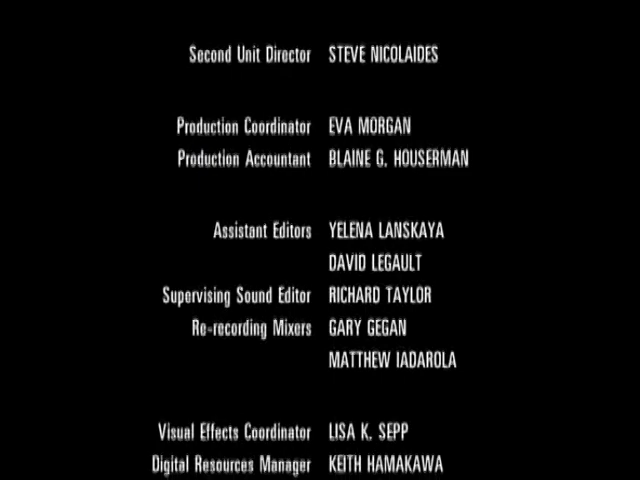 Second Unit Director STEVE NICOLAIDES
Production Coordinator EVA MORGAN
Production Accountant BLAINE G. HOUSERMAN
Assistant Editors YELENA LANSKAYA
DAVID LEGAULT
Supervising Sound Editor RICHARD TAYLOR
Re-recording Mixers GARY GEGAN
MATTHEW IADAROLA
Visual Effects Coordinator LISA K. SEPP
Digital Resources Manager KEITH HAMAKAWA